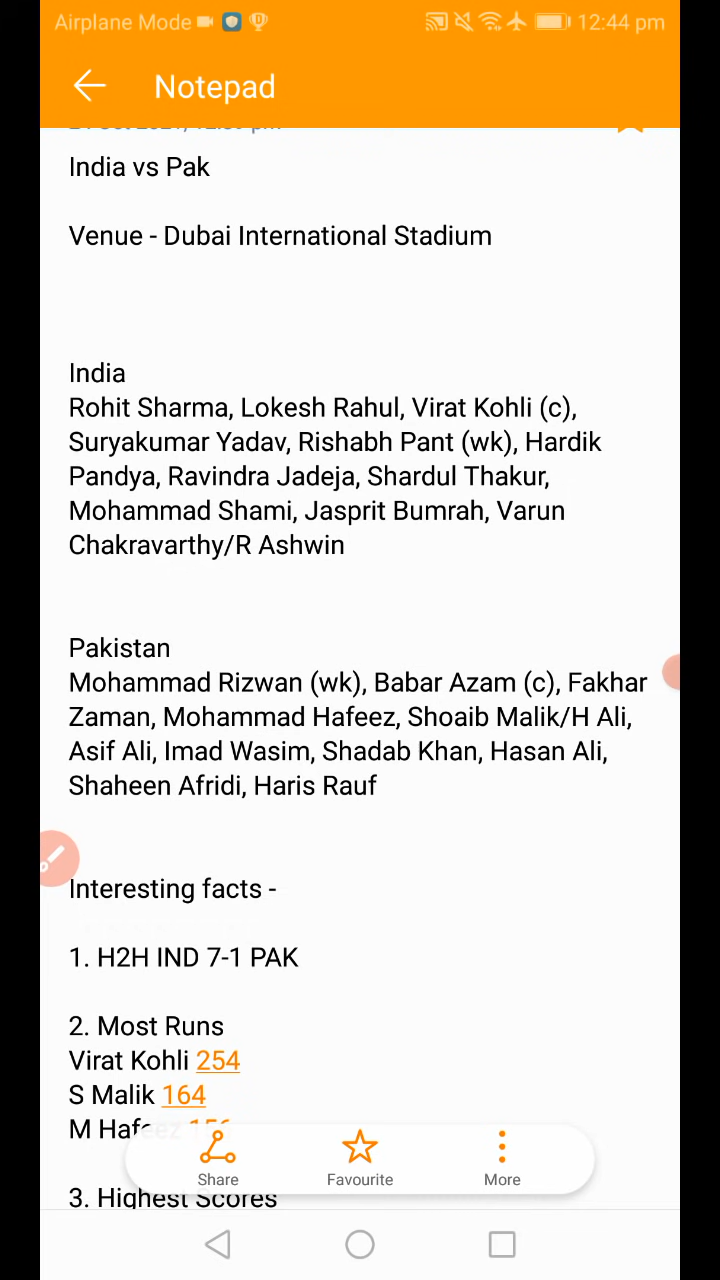 Airplane Mode 12:44 pm
Notepad
India vs Pak
Venue - Dubai International Stadium
India
Rohit Sharma, Lokesh Rahul, Virat Kohli (c),
Suryakumar Yadav, Rishabh Pant (wk), Hardik
Pandya, Ravindra Jadeja, Shardul Thakur,
Mohammad Shami, Jasprit Bumrah, Varun
Chakravarthy/R Ashwin
Pakistan
Mohammad Rizwan (wk), Babar Azam (c), Fakhar
Zaman, Mohammad Hafeez, Shoaib Malik/H Ali,
Asif Ali, Imad Wasim, Shadab Khan, Hasan Ali,
Shaheen Afridi, Haris Rauf
Interesting facts -
1. H2H IND 7-1 PAK
2. Most Runs
Virat Kohli 254
S Malik 164
M Hafeez
3. Highest Scores
Share Favourite More